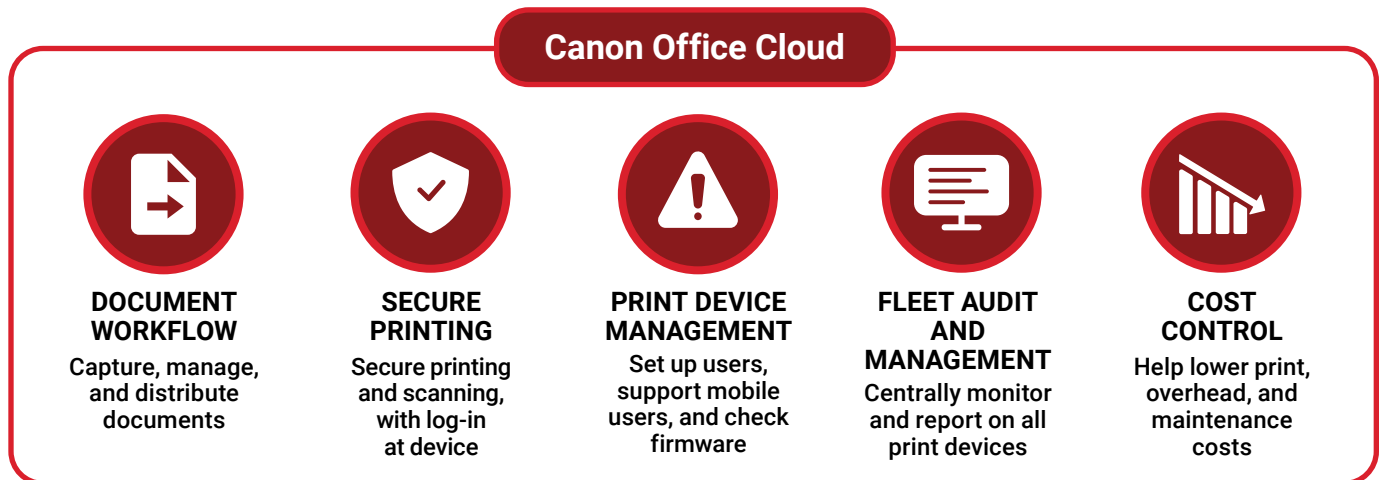 Canon Office Cloud
DOCUMENT
WORKFLOW
Capture, manage,
and distribute
documents
SECURE
PRINTING
Secure printing
and scanning,
with log-in
at device
PRINT DEVICE
MANAGEMENT
Set up users,
support mobile
users, and check
firmware
FLEET AUDIT
AND
MANAGEMENT
Centrally monitor
and report on all
print devices
COST
CONTROL
Help lower print,
overhead, and
maintenance
costs